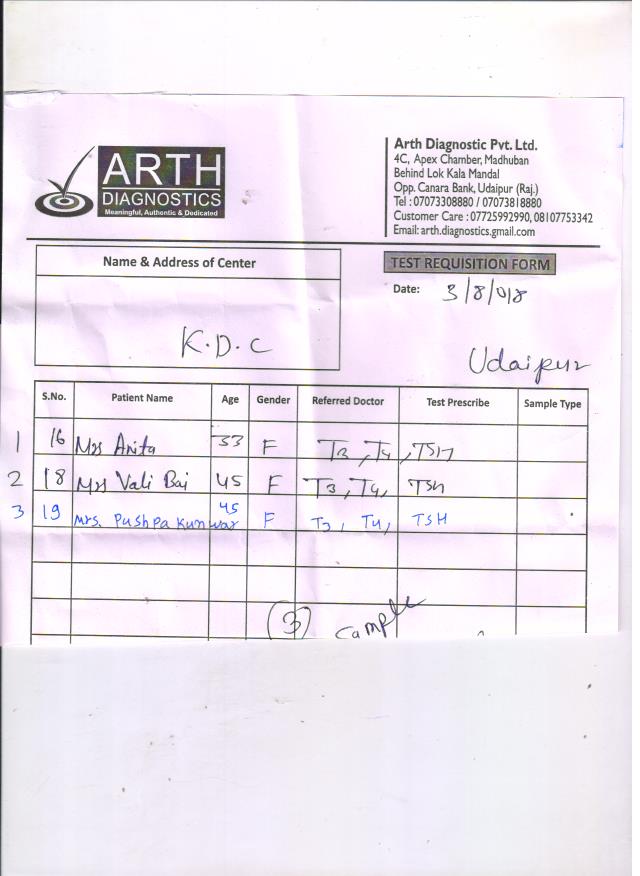 ARTH
DIAGNOSTICS
Meaningful, Authentic & Dedicated
Arth Diagnostic Pvt. Ltd.
4C, Apex Chamber, Madhuban
Behind Lok Kala Mandal
Opp. Canara Bank, Udaipur (Raj.)
Tel : 07073308880 / 07073818880
Customer Care : 07725992990, 08107753342
Email: arth.diagnostics.gmail.com
Name & Address of Center
K.D.C
TEST REQUISITION FORM
Date: 3/8/018
Udaipur
S.No. Patient Name Age Gender Referred Doctor Test Prescribe Sample Type
1 16 Mrs Anita 33 F T3, T4, TSH
2 18 Mrs Vali Bai 45 F T3, T4, TSH
3 19 Mrs. Pushpa Kunwar 45 F T3, T4, TSH
3 Sample